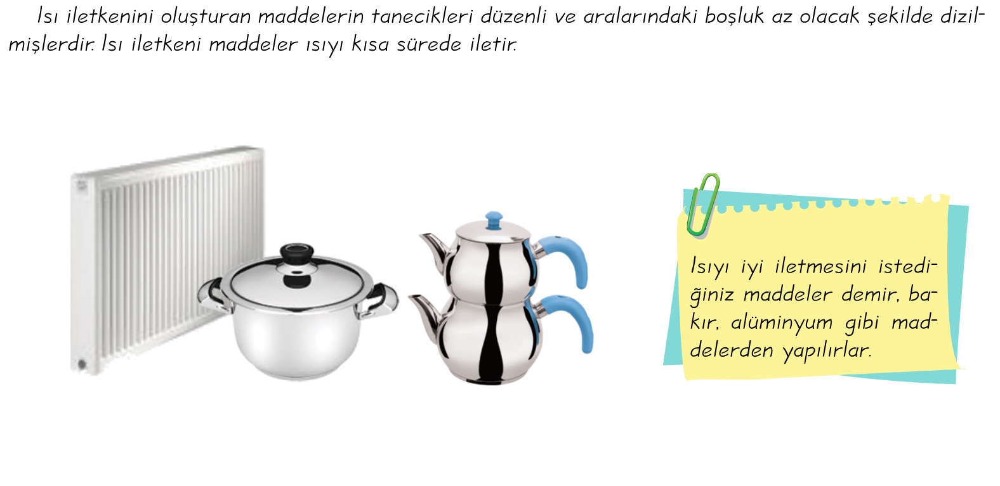 Isı iletkenini oluşturan maddelerin tanecikleri düzenli ve aralarındaki boşluk az olacak şekilde dizil-
mişlerdir. Isı iletkeni maddeler ısıyı kısa sürede iletir.
Isıyı iyi iletmesini istedi-
ğiniz maddeler demir, ba-
kır, alüminyum gibi mad-
delerden yapılırlar.